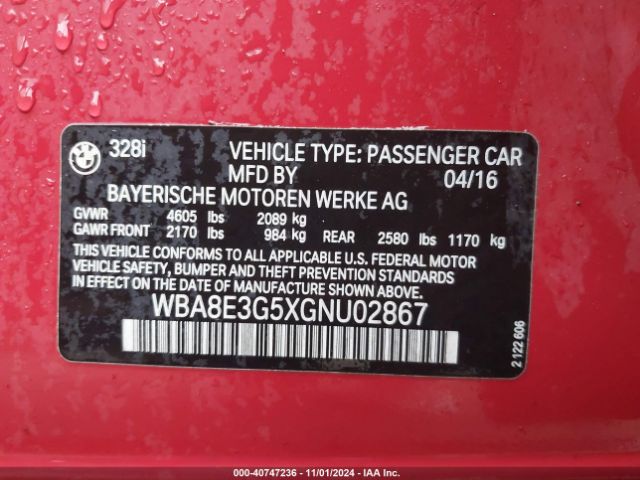 BMW
328i
VEHICLE TYPE: PASSENGER CAR
MFD BY 04/16
BAYERISCHE MOTOREN WERKE AG
GVWR 4605 lbs 2089 kg
GAWR FRONT 2170 lbs 984 kg REAR 2580 lbs 1170 kg
THIS VEHICLE CONFORMS TO ALL APPLICABLE U.S. FEDERAL MOTOR
VEHICLE SAFETY, BUMPER AND THEFT PREVENTION STANDARDS
IN EFFECT ON THE DATE OF MANUFACTURE SHOWN ABOVE.
WBA8E3G5XGNU02867
2 122 606
000-40747236 - 11/01/2024 - IAAI.COM